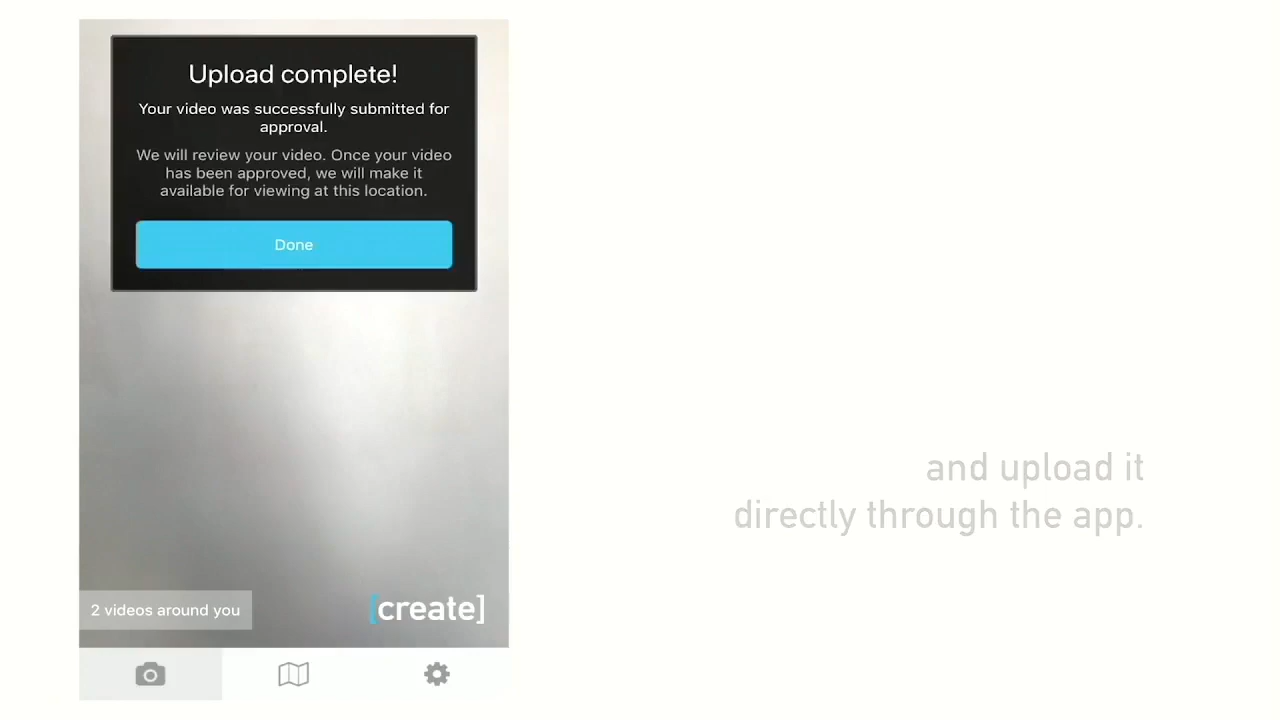 Upload complete!
Your video was successfully submitted for
approval.
We will review your video. Once your video
has been approved, we will make it
available for viewing at this location.
Done
and upload it
directly through the app.
2 videos around you
[create]